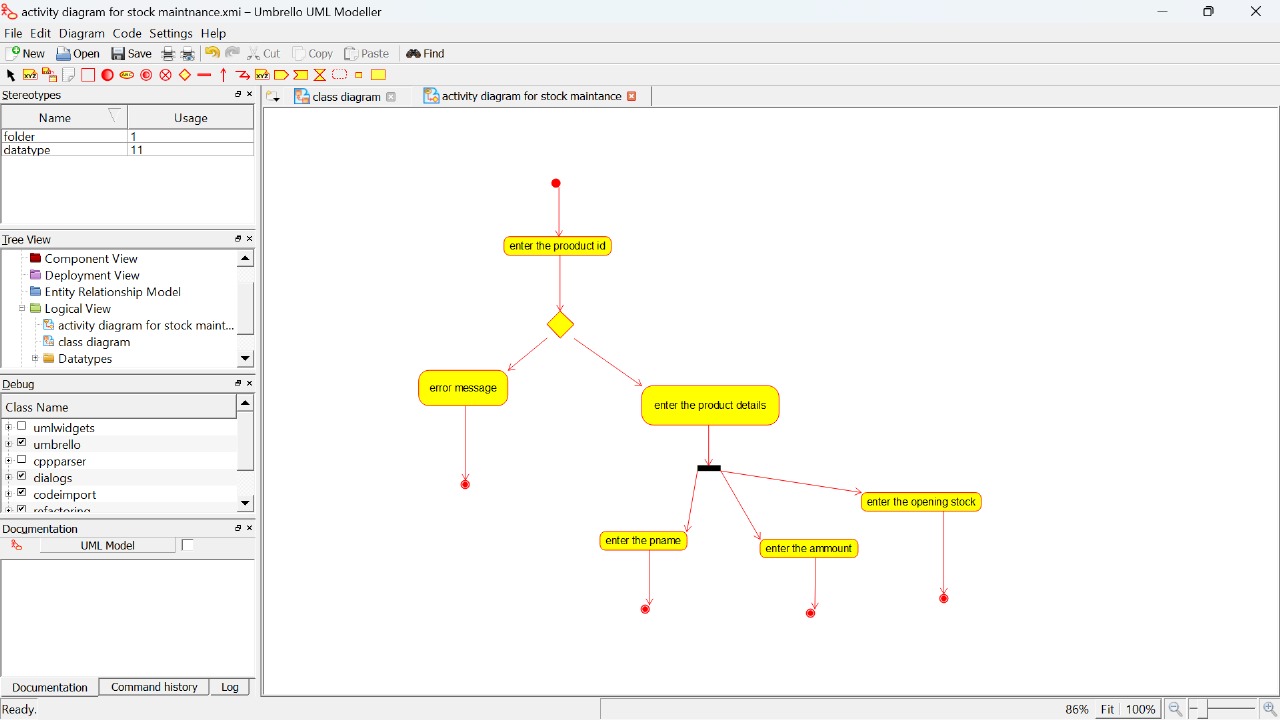 activity diagram for stock maintnance.xmi – Umbrello UML Modeller
File Edit Diagram Code Settings Help
New Open Save Cut Copy Paste Find
Stereotypes
Name Usage
folder 1
datatype 11
Tree View
Component View
Deployment View
Entity Relationship Model
Logical View
activity diagram for stock maint...
class diagram
Datatypes
Debug
Class Name
umlwidgets
umbrello
cppparser
dialogs
codeimport
refactoring
Documentation
UML Model
Documentation Command history Log
Ready.
class diagram activity diagram for stock maintance
enter the prooduct id
error message
enter the product details
enter the opening stock
enter the pname
enter the ammount
86% Fit 100%